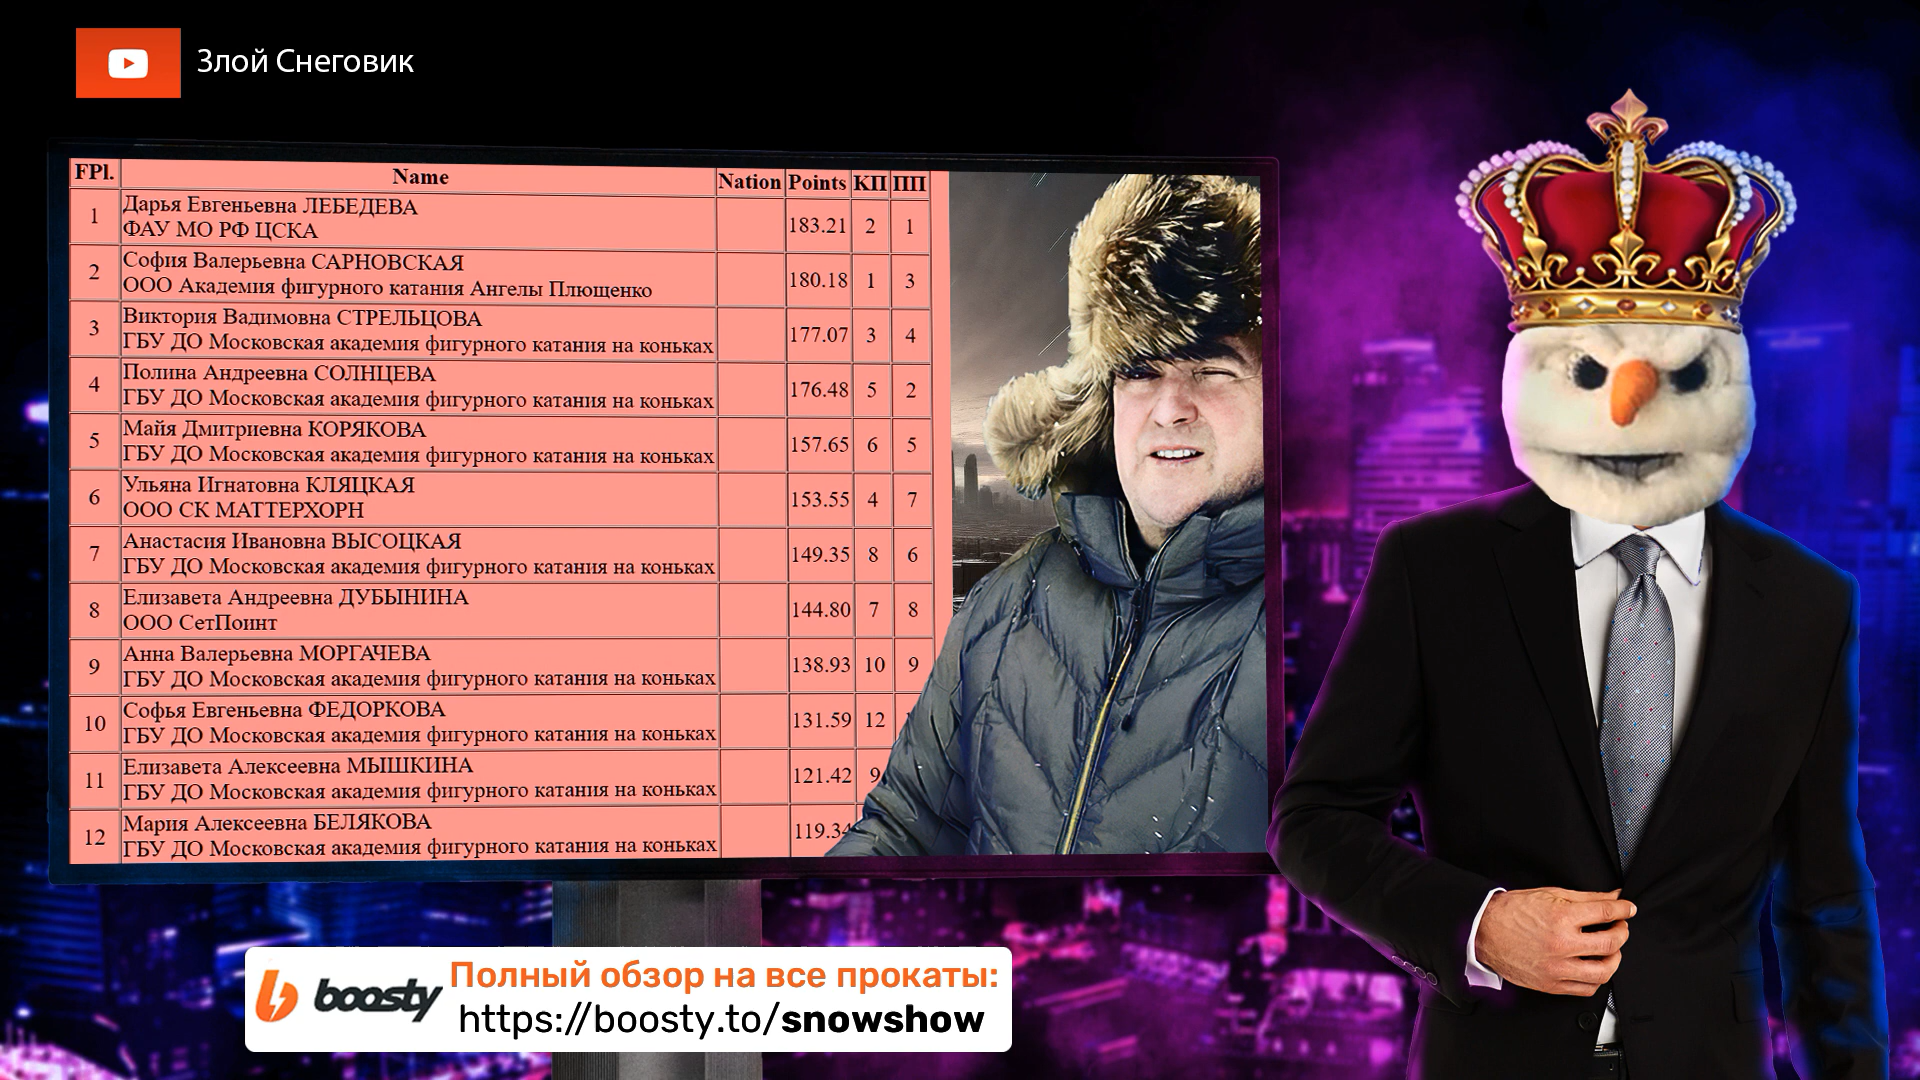 Злой Снеговик
FPl. Name Nation Points КП ПП
1 Дарья Евгеньевна ЛЕБЕДЕВА 183.21 2 1
ФАУ МО РФ ЦСКА
2 София Валерьевна САРНОВСКАЯ 180.18 1 3
ООО Академия фигурного катания Ангелы Плющенко
3 Виктория Вадимовна СТРЕЛЬЦОВА 177.07 3 4
ГБУ ДО Московская академия фигурного катания на коньках
4 Полина Андреевна СОЛНЦЕВА 176.48 5 2
ГБУ ДО Московская академия фигурного катания на коньках
5 Майя Дмитриевна КОРЯКОВА 157.65 6 5
ГБУ ДО Московская академия фигурного катания на коньках
6 Ульяна Игнатовна КЛЯЦКАЯ 153.55 4 7
ООО СК МАТТЕРХОРН
7 Анастасия Ивановна ВЫСОЦКАЯ 149.35 8 6
ГБУ ДО Московская академия фигурного катания на коньках
8 Елизавета Андреевна ДУБЫНИНА 144.80 7 8
ООО СетПоинт
9 Анна Валерьевна МОРГАЧЕВА 138.93 10 9
ГБУ ДО Московская академия фигурного катания на коньках
10 Софья Евгеньевна ФЕДОРКОВА 131.59 12
ГБУ ДО Московская академия фигурного катания на коньках
11 Елизавета Алексеевна МЫШКИНА 121.42 9
ГБУ ДО Московская академия фигурного катания на коньках
12 Мария Алексеевна БЕЛЯКОВА 119.34
ГБУ ДО Московская академия фигурного катания на коньках
boosty Полный обзор на все прокаты:
https://boosty.to/snowshow